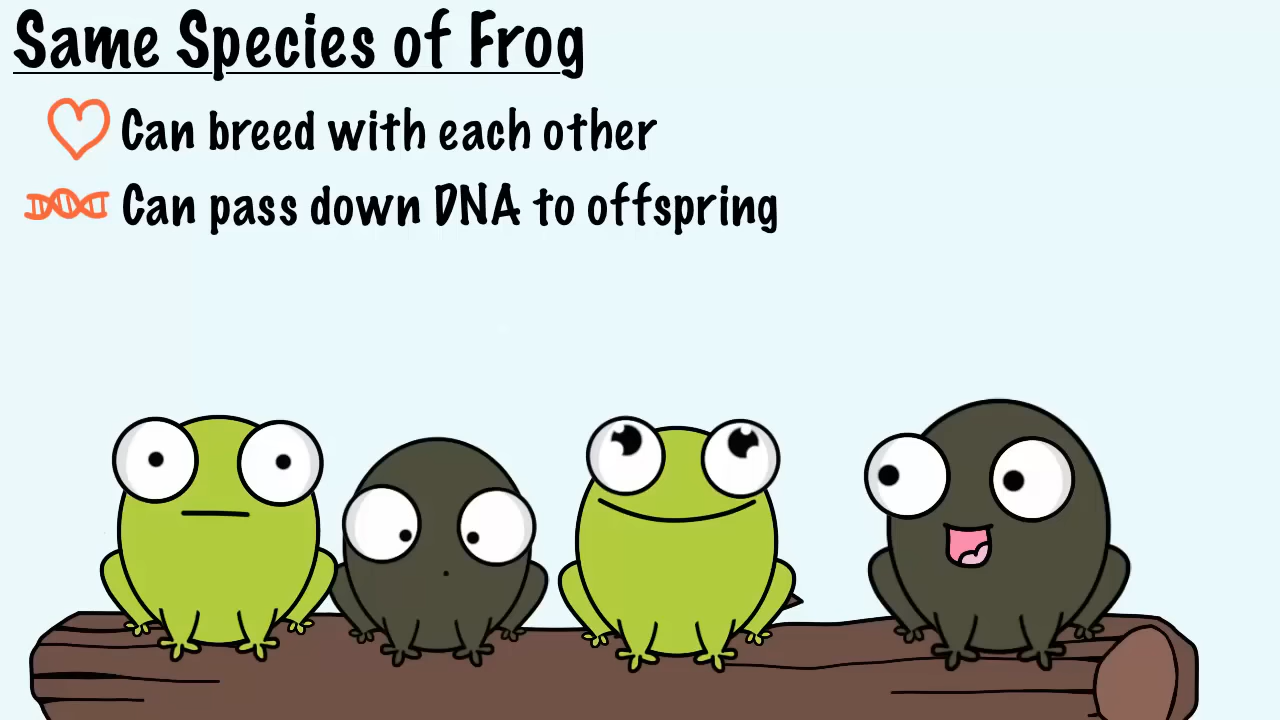 Same Species of Frog
Can breed with each other
Can pass down DNA to offspring